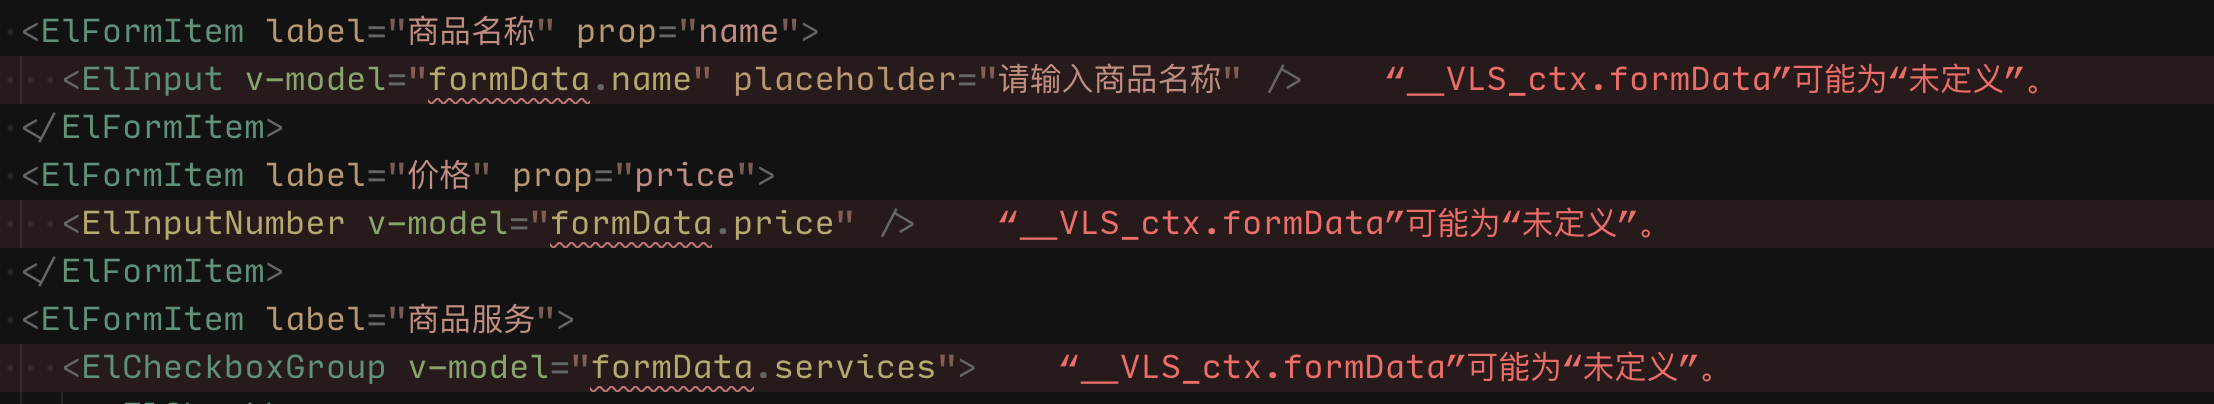 <ElFormItem label="商品名称" prop="name">
<ElInput v-model="formData.name" placeholder="请输入商品名称" /> “__VLS_ctx.formData”可能为“未定义”。
</ElFormItem>
<ElFormItem label="价格" prop="price">
<ElInputNumber v-model="formData.price" /> “__VLS_ctx.formData”可能为“未定义”。
</ElFormItem>
<ElFormItem label="商品服务">
<ElCheckboxGroup v-model="formData.services"> “__VLS_ctx.formData”可能为“未定义”。